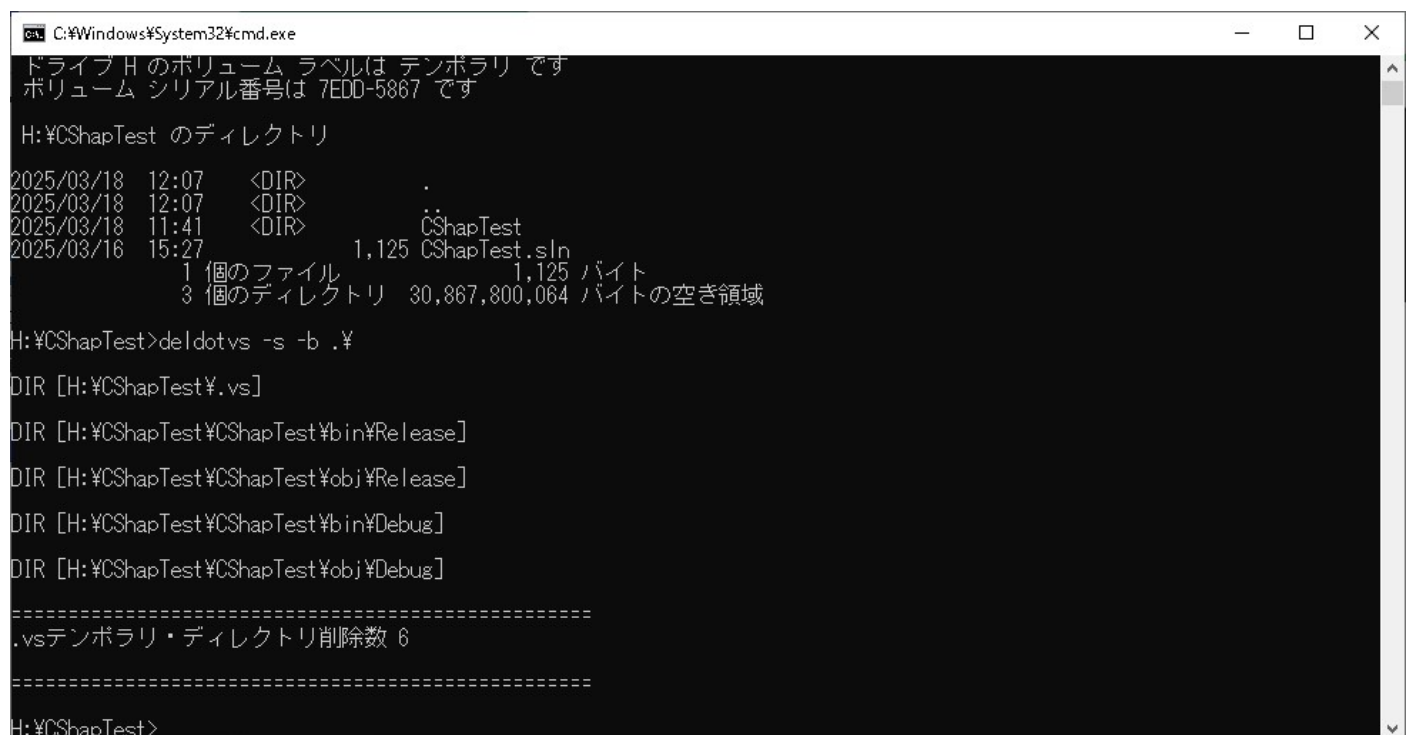 C:¥Windows¥System32¥cmd.exe
ドライブ H のボリューム ラベルは テンポラリ です
ボリューム シリアル番号は 7EDD-5867 です
H:¥CShapTest のディレクトリ
2025/03/18 12:07 <DIR> .
2025/03/18 12:07 <DIR> ..
2025/03/18 11:41 <DIR> CShapTest
2025/03/16 15:27 1,125 CShapTest.sln
1 個のファイル 1,125 バイト
3 個のディレクトリ 30,867,800,064 バイトの空き領域
H:¥CShapTest>deldotvs -s -b .¥
DIR [H:¥CShapTest¥.vs]
DIR [H:¥CShapTest¥CShapTest¥bin¥Release]
DIR [H:¥CShapTest¥CShapTest¥obj¥Release]
DIR [H:¥CShapTest¥CShapTest¥bin¥Debug]
DIR [H:¥CShapTest¥CShapTest¥obj¥Debug]
==================================================
.vsテンポラリ・ディレクトリ削除数 6
==================================================
H:¥CShapTest>